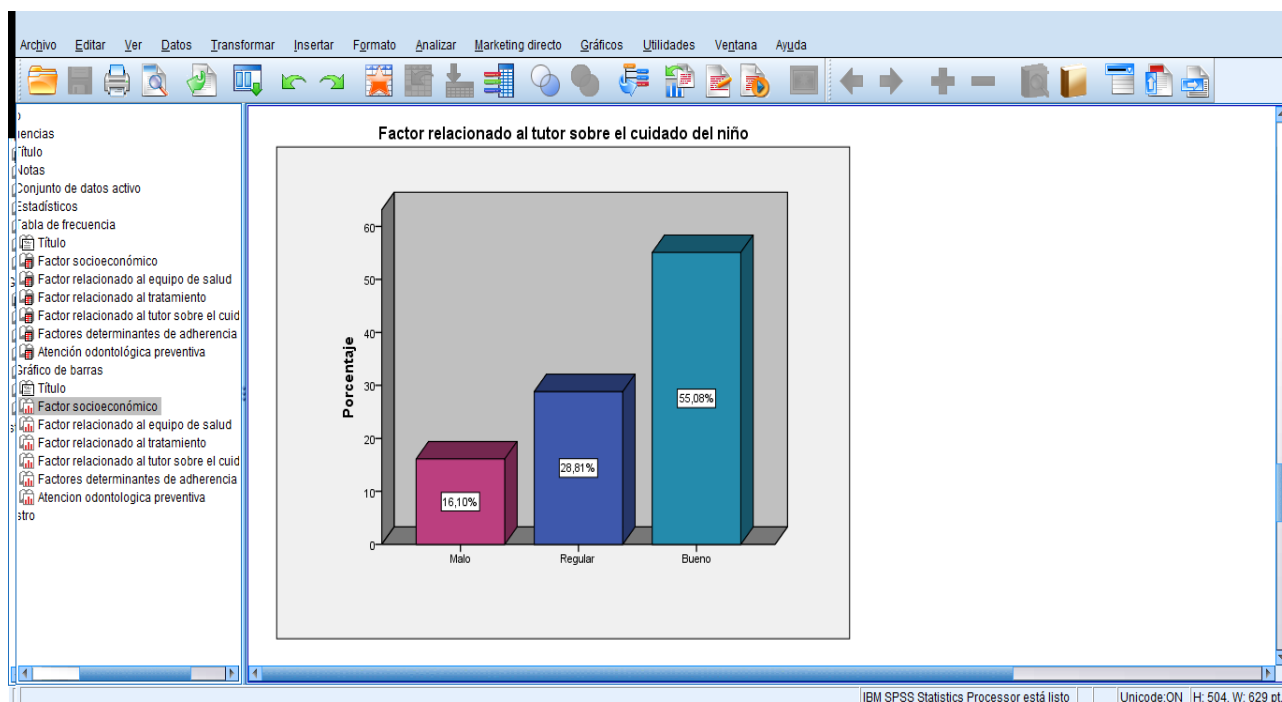 Archivo Editar Ver Datos Transformar Insertar Formato Analizar Marketing directo Gráficos Utilidades Ventana Ayuda
Título
Notas
Conjunto de datos activo
Estadísticos
Tabla de frecuencia
Título
Factor socioeconómico
Factor relacionado al equipo de salud
Factor relacionado al tratamiento
Factor relacionado al tutor sobre el cuid
Factores determinantes de adherencia
Atención odontológica preventiva
Gráfico de barras
Título
Factor socioeconómico
Factor relacionado al equipo de salud
Factor relacionado al tratamiento
Factor relacionado al tutor sobre el cuid
Factores determinantes de adherencia
Atencion odontologica preventiva
stro
Factor relacionado al tutor sobre el cuidado del niño
Porcentaje
60
50
40
30
20
10
0
16,10%
28,81%
55,08%
Malo Regular Bueno
IBM SPSS Statistics Processor está listo Unicode:ON H: 504, W: 629 pt.